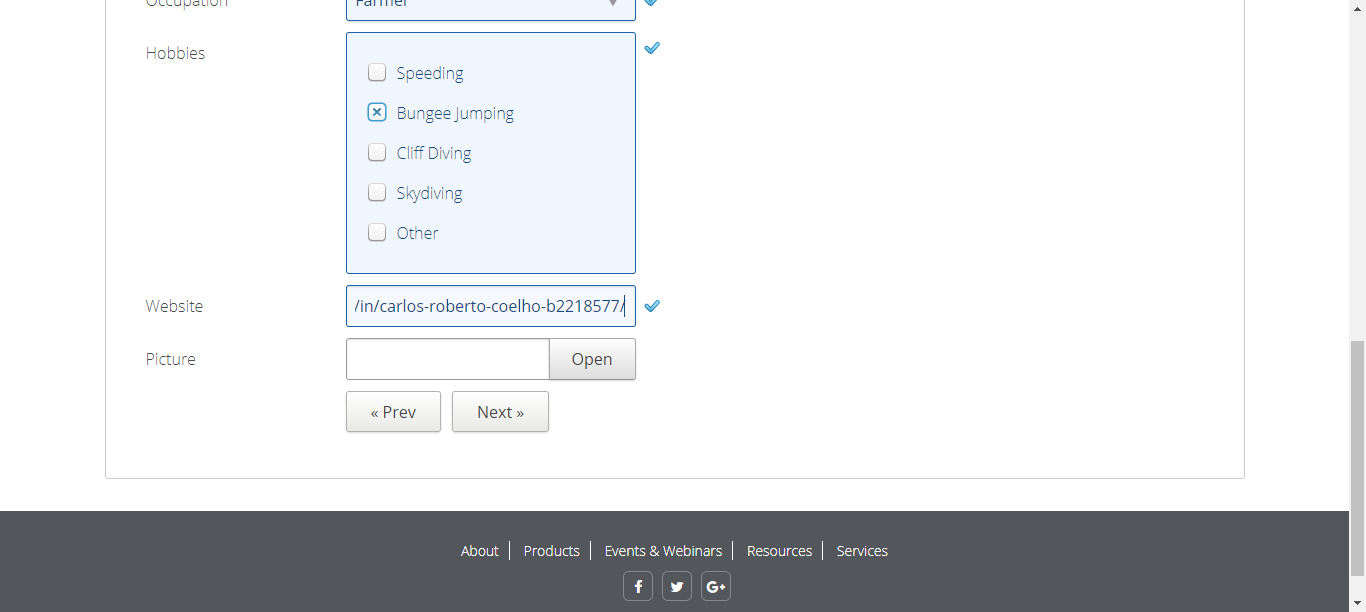 Occupation
Farmer
Hobbies
Speeding
Bungee Jumping
Cliff Diving
Skydiving
Other
Website
/in/carlos-roberto-coelho-b2218577/
Picture
Open
« Prev
Next »
About
Products
Events & Webinars
Resources
Services
f
G+